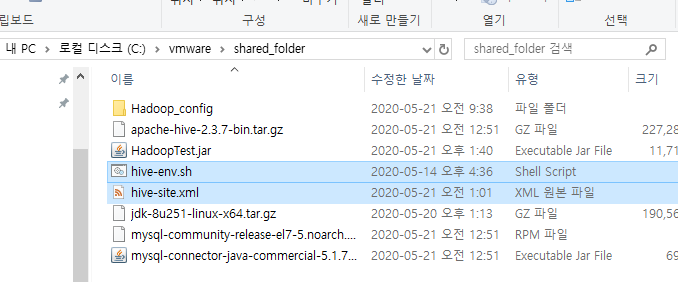 립보드 구성 새로 만들기 열기 선택
내 PC › 로컬 디스크 (C:) › vmware › shared_folder shared_folder 검색
이름 수정한 날짜 유형 크기
Hadoop_config 2020-05-21 오전 9:38 파일 폴더
apache-hive-2.3.7-bin.tar.gz 2020-05-21 오전 12:51 GZ 파일 227,28
HadoopTest.jar 2020-05-21 오후 1:40 Executable Jar File 11,71
hive-env.sh 2020-05-14 오후 4:36 Shell Script
hive-site.xml 2020-05-21 오전 1:01 XML 원본 파일
jdk-8u251-linux-x64.tar.gz 2020-05-20 오후 1:13 GZ 파일 190,56
mysql-community-release-el7-5.noarch.... 2020-05-21 오전 12:51 RPM 파일
mysql-connector-java-commercial-5.1.7... 2020-05-21 오전 12:51 Executable Jar File 69